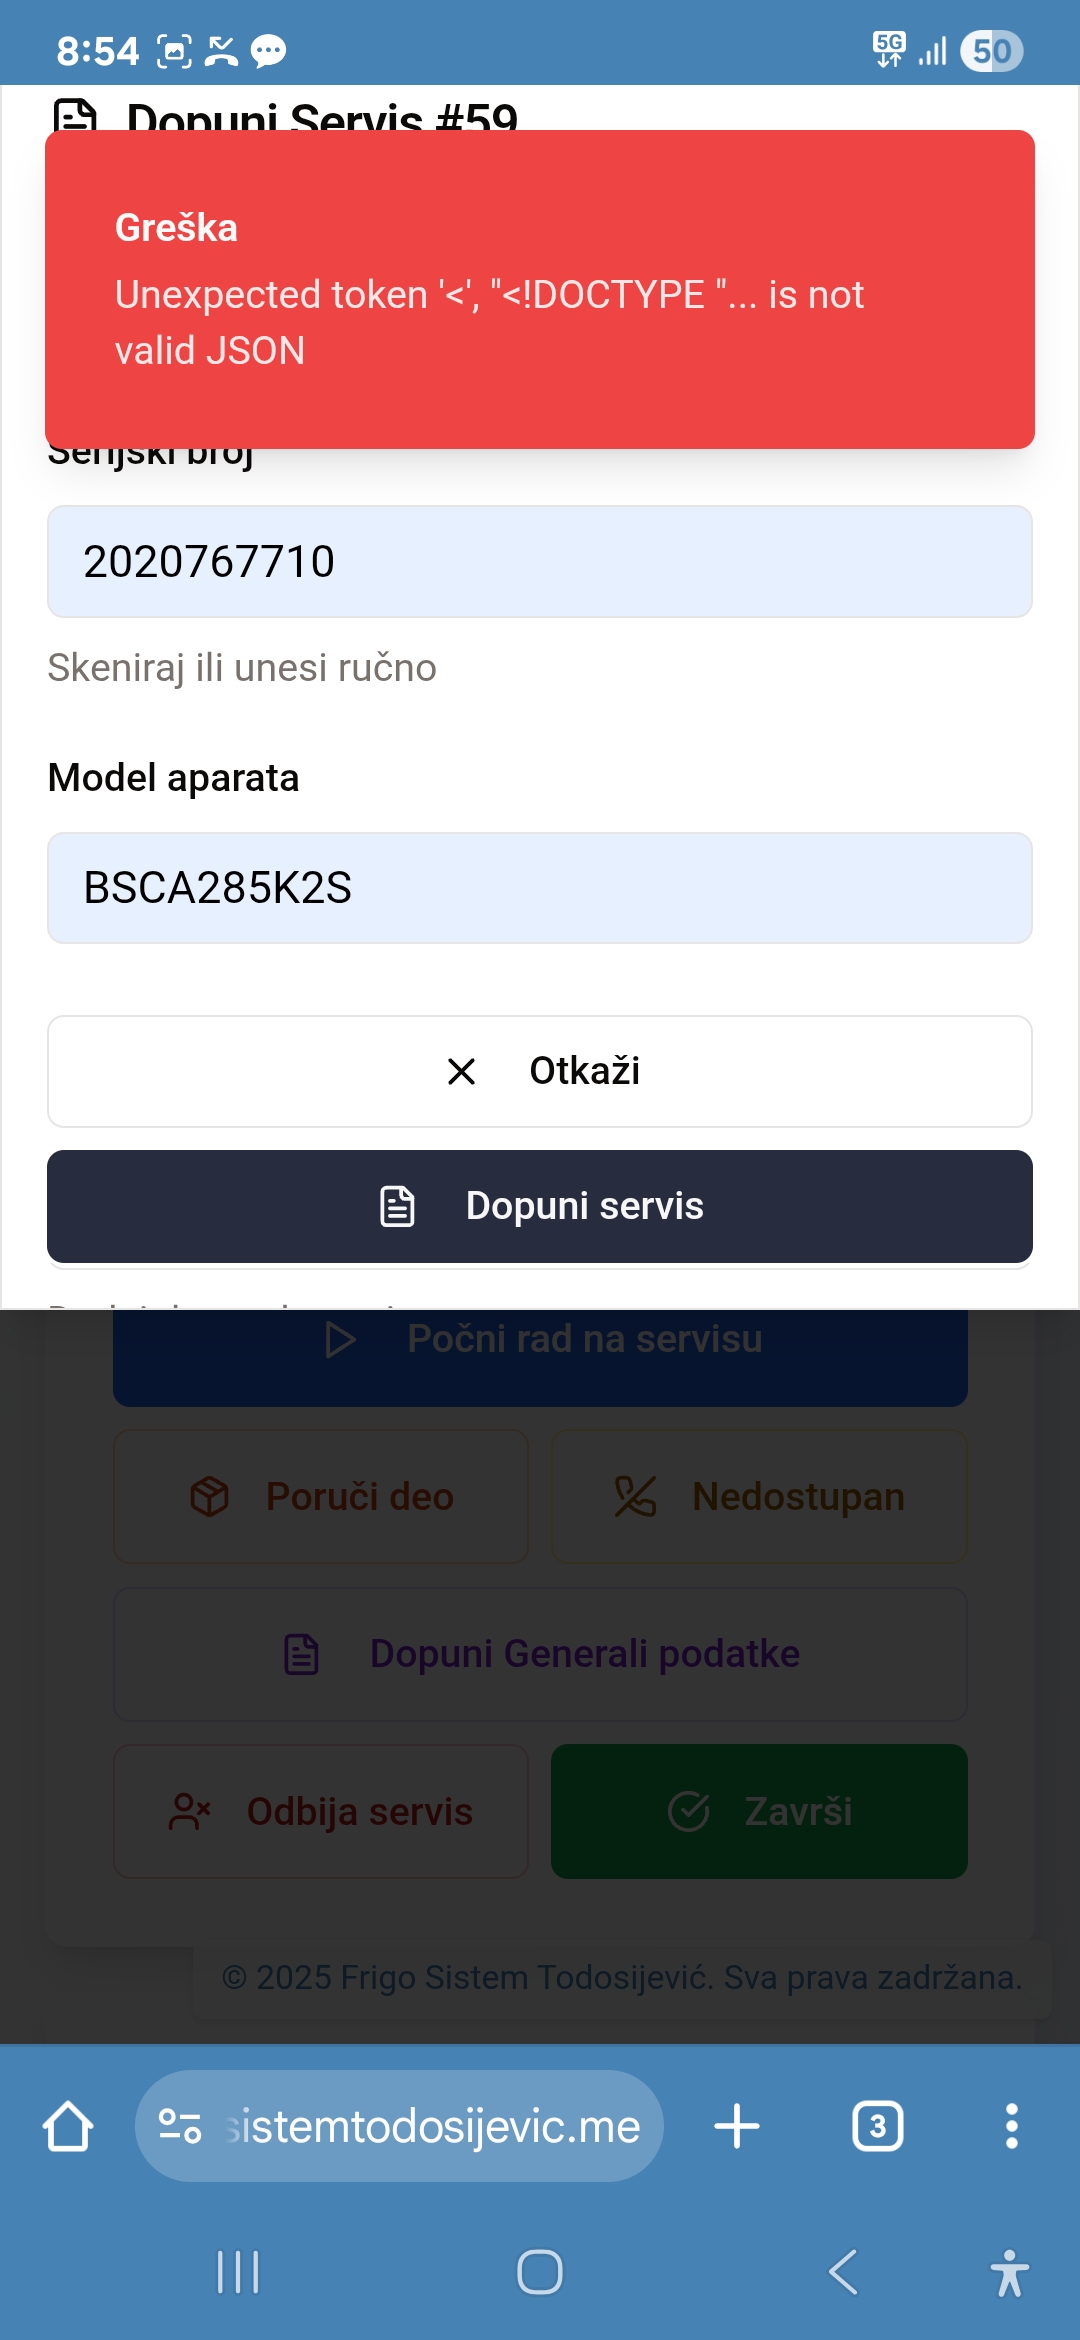 8:54
5G
50
Dopuni Servis #59
Greška
Unexpected token '<', "<!DOCTYPE "... is not
valid JSON
Serijski broj
2020767710
Skeniraj ili unesi ručno
Model aparata
BSCA285K2S
Otkaži
Dopuni servis
Počni rad na servisu
Poruči deo
Nedostupan
Dopuni Generali podatke
Odbija servis
Završi
© 2025 Frigo Sistem Todosijević. Sva prava zadržana.
sistemtodosijevic.me
3